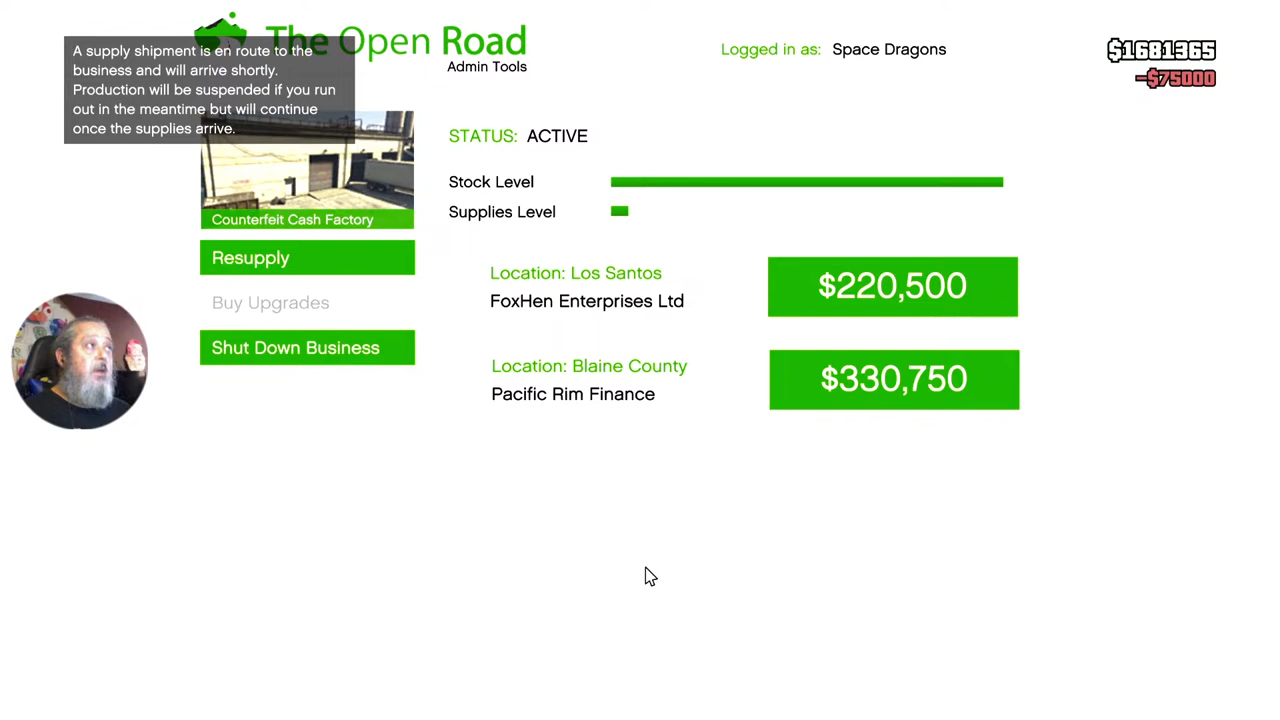 The Open Road
Admin Tools
Logged in as: Space Dragons
$1681365
-$75000
A supply shipment is en route to the
business and will arrive shortly.
Production will be suspended if you run
out in the meantime but will continue
once the supplies arrive.
Counterfeit Cash Factory
Resupply
Buy Upgrades
Shut Down Business
STATUS: ACTIVE
Stock Level
Supplies Level
Location: Los Santos
FoxHen Enterprises Ltd
$220,500
Location: Blaine County
Pacific Rim Finance
$330,750